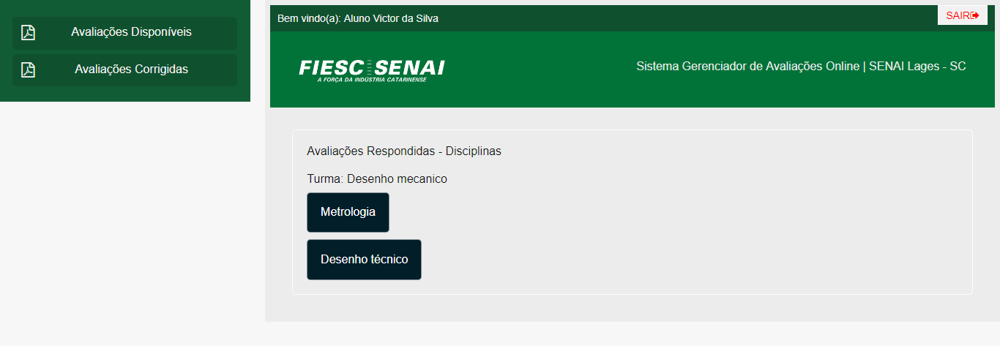 Avaliações Disponíveis
Avaliações Corrigidas
Bem vindo(a): Aluno Victor da Silva
SAIR
FIESC SENAI
A FORÇA DA INDÚSTRIA CATARINENSE
Sistema Gerenciador de Avaliações Online | SENAI Lages - SC
Avaliações Respondidas - Disciplinas
Turma: Desenho mecanico
Metrologia
Desenho técnico